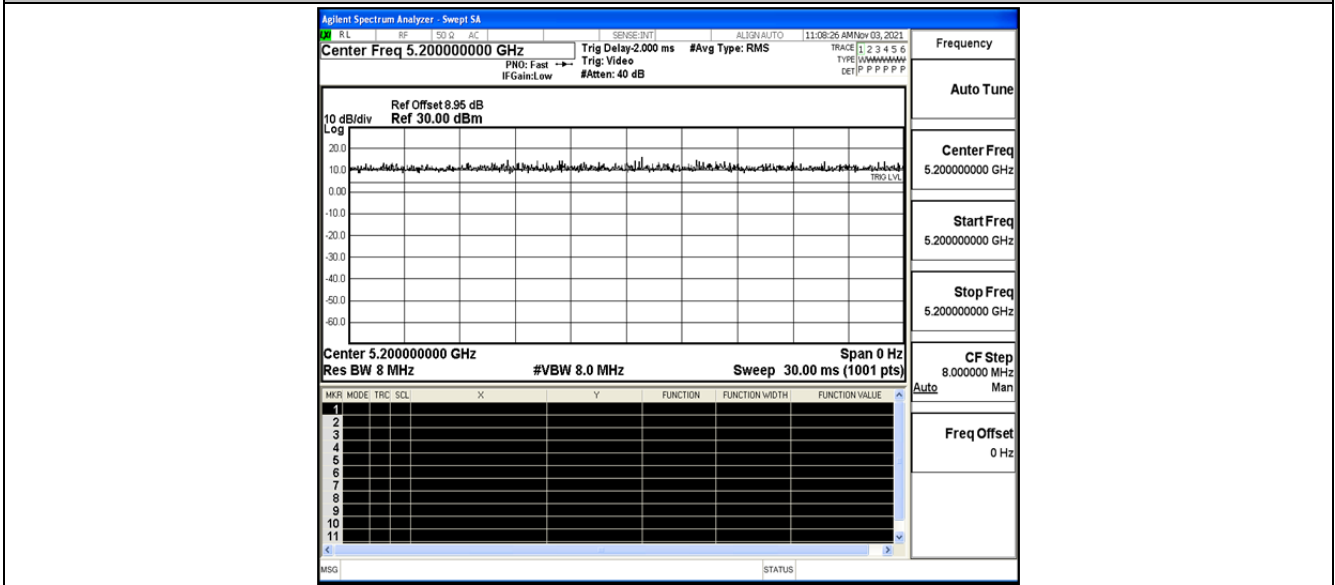 Agilent Spectrum Analyzer - Swept SA
RL RF 50 Ω AC SENSE:INT ALIGN AUTO 11:08:26 AM Nov 03, 2021
Center Freq 5.200000000 GHz
PNO: Fast
IFGain:Low
Trig Delay-2.000 ms
Trig: Video
#Atten: 40 dB
#Avg Type: RMS
TRACE 1 2 3 4 5 6
TYPE WWWWWW
DET P P P P P P
Ref Offset 8.95 dB
10 dB/div Ref 30.00 dBm
Log
20.0
10.0
TRIG LVL
0.00
-10.0
-20.0
-30.0
-40.0
-50.0
-60.0
Center 5.200000000 GHz Span 0 Hz
Res BW 8 MHz #VBW 8.0 MHz Sweep 30.00 ms (1001 pts)
MKR MODE TRC SCL X Y FUNCTION FUNCTION WIDTH FUNCTION VALUE
1
2
3
4
5
6
7
8
9
10
11
MSG STATUS
Frequency
Auto Tune
Center Freq
5.200000000 GHz
Start Freq
5.200000000 GHz
Stop Freq
5.200000000 GHz
CF Step
8.000000 MHz
Auto Man
Freq Offset
0 Hz